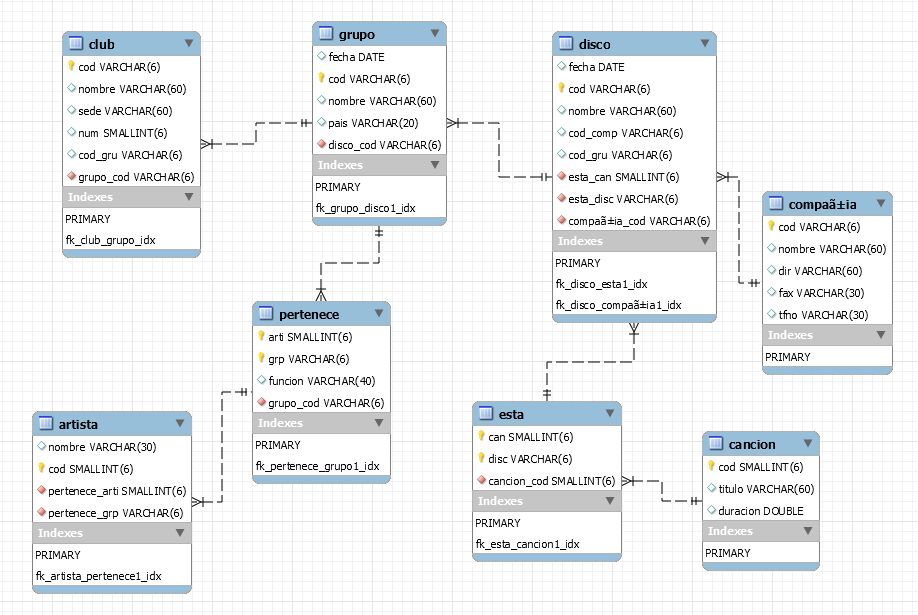 club
cod VARCHAR(6)
nombre VARCHAR(60)
sede VARCHAR(60)
num SMALLINT(6)
cod_gru VARCHAR(6)
grupo_cod VARCHAR(6)
Indexes
PRIMARY
fk_club_grupo_idx
grupo
fecha DATE
cod VARCHAR(6)
nombre VARCHAR(60)
pais VARCHAR(20)
disco_cod VARCHAR(6)
Indexes
PRIMARY
fk_grupo_disco1_idx
disco
fecha DATE
cod VARCHAR(6)
nombre VARCHAR(60)
cod_comp VARCHAR(6)
cod_gru VARCHAR(6)
esta_can SMALLINT(6)
esta_disc VARCHAR(6)
compaã±ia_cod VARCHAR(6)
Indexes
PRIMARY
fk_disco_esta1_idx
fk_disco_compaã±ia1_idx
compaã±ia
cod VARCHAR(6)
nombre VARCHAR(60)
dir VARCHAR(60)
fax VARCHAR(30)
tfno VARCHAR(30)
Indexes
PRIMARY
pertenece
arti SMALLINT(6)
grp VARCHAR(6)
funcion VARCHAR(40)
grupo_cod VARCHAR(6)
Indexes
PRIMARY
fk_pertenece_grupo1_idx
artista
nombre VARCHAR(30)
cod SMALLINT(6)
pertenece_arti SMALLINT(6)
pertenece_grp VARCHAR(6)
Indexes
PRIMARY
fk_artista_pertenece1_idx
esta
can SMALLINT(6)
disc VARCHAR(6)
cancion_cod SMALLINT(6)
Indexes
PRIMARY
fk_esta_cancion1_idx
cancion
cod SMALLINT(6)
titulo VARCHAR(60)
duracion DOUBLE
Indexes
PRIMARY